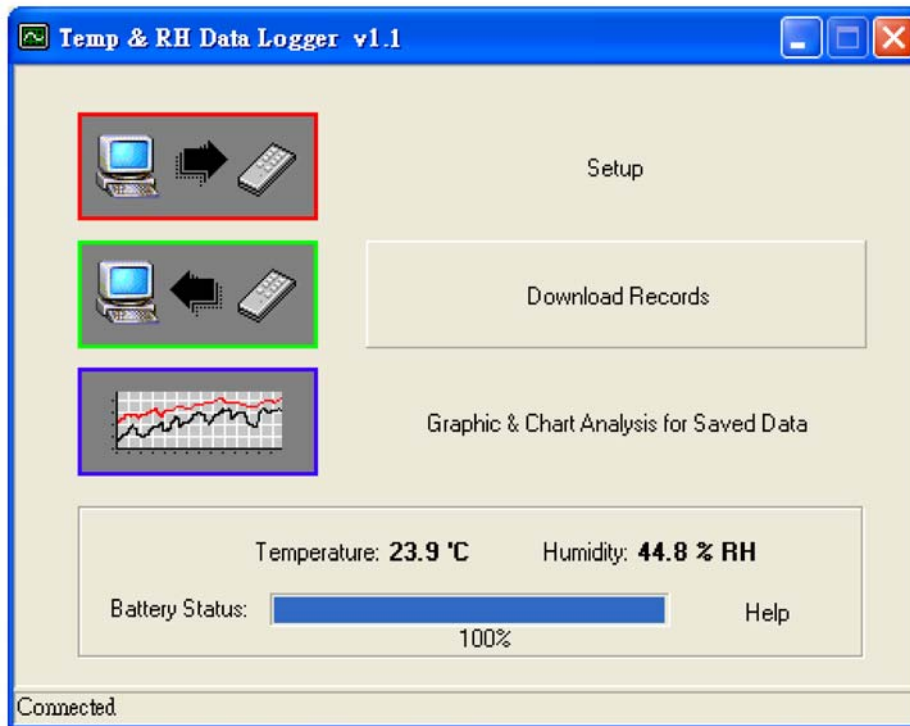 Temp & RH Data Logger v1.1
Setup
Download Records
Graphic & Chart Analysis for Saved Data
Temperature: 23.9 'C Humidity: 44.8 % RH
Battery Status: Help
100%
Connected